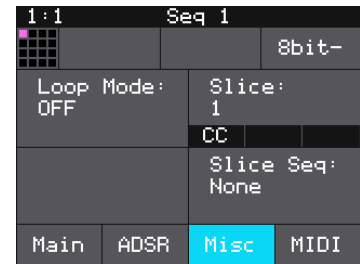 1:1 Seq 1
8bit-
Loop Mode: Slice:
OFF 1
CC
Slice Seq:
None
Main ADSR Misc MIDI